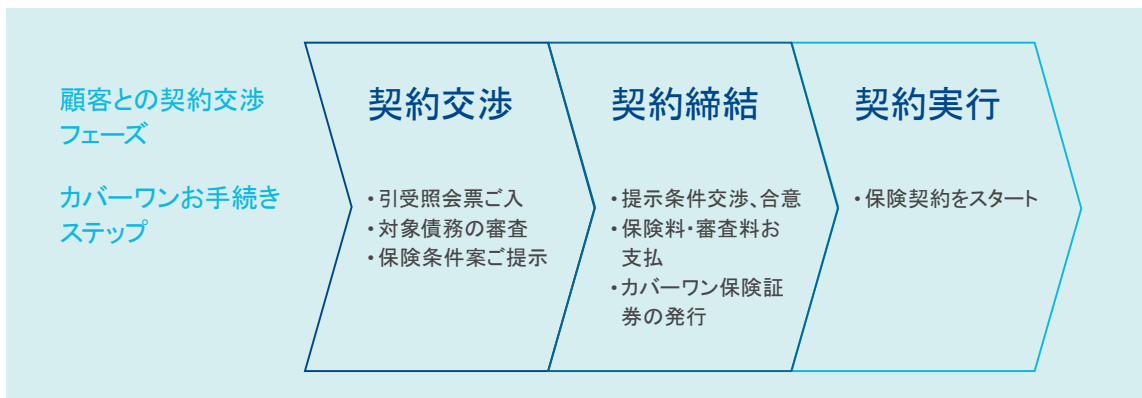 顧客との契約交渉
フェーズ
カバーワンお手続き
ステップ
契約交渉
・引受照会票ご入
・対象債務の審査
・保険条件案ご提示
契約締結
・提示条件交渉、合意
・保険料・審査料お
支払
・カバーワン保険証
券の発行
契約実行
・保険契約をスタート